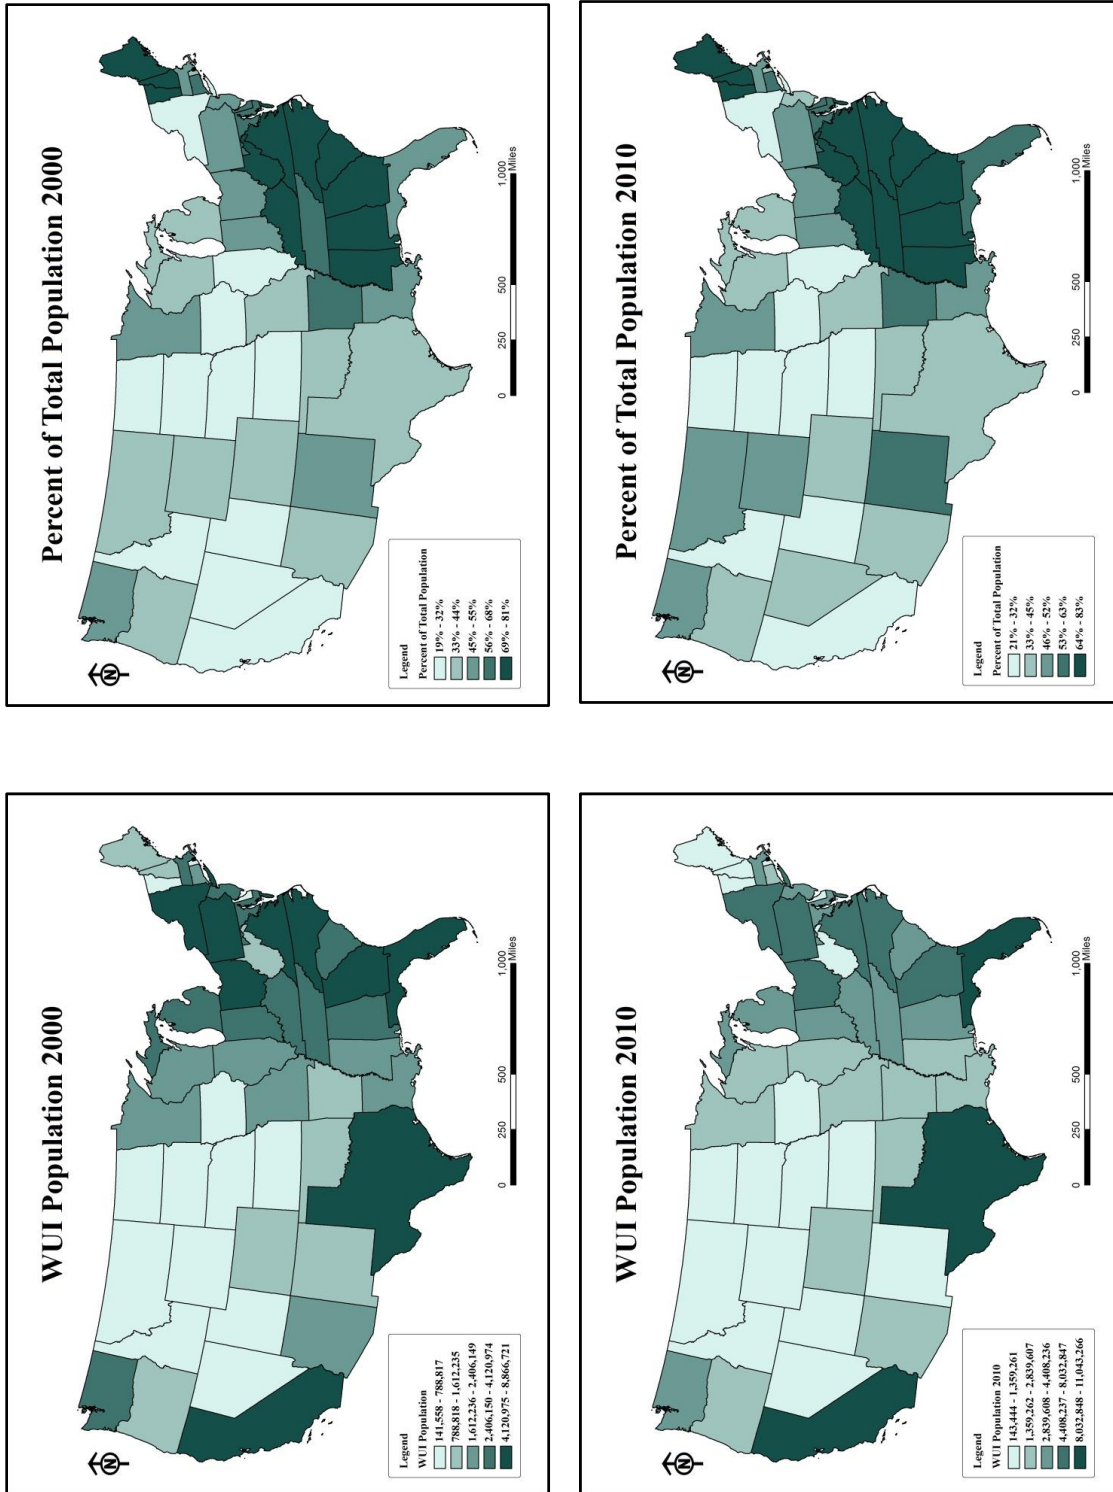 WUI Population 2000
N
Legend
WUI Population
141,558 - 788,817
788,818 - 1,612,235
1,612,236 - 2,406,149
2,406,150 - 4,120,974
4,120,975 - 8,866,721
0 250 500 1,000
Miles
Percent of Total Population 2000
N
Legend
Percent of Total Population
19% - 32%
33% - 44%
45% - 55%
56% - 68%
69% - 81%
0 250 500 1,000
Miles
WUI Population 2010
N
Legend
WUI Population 2010
143,444 - 1,359,261
1,359,262 - 2,839,607
2,839,608 - 4,408,236
4,408,237 - 8,032,847
8,032,848 - 11,043,266
0 250 500 1,000
Miles
Percent of Total Population 2010
N
Legend
Percent of Total Population
21% - 32%
33% - 45%
46% - 52%
53% - 63%
64% - 83%
0 250 500 1,000
Miles